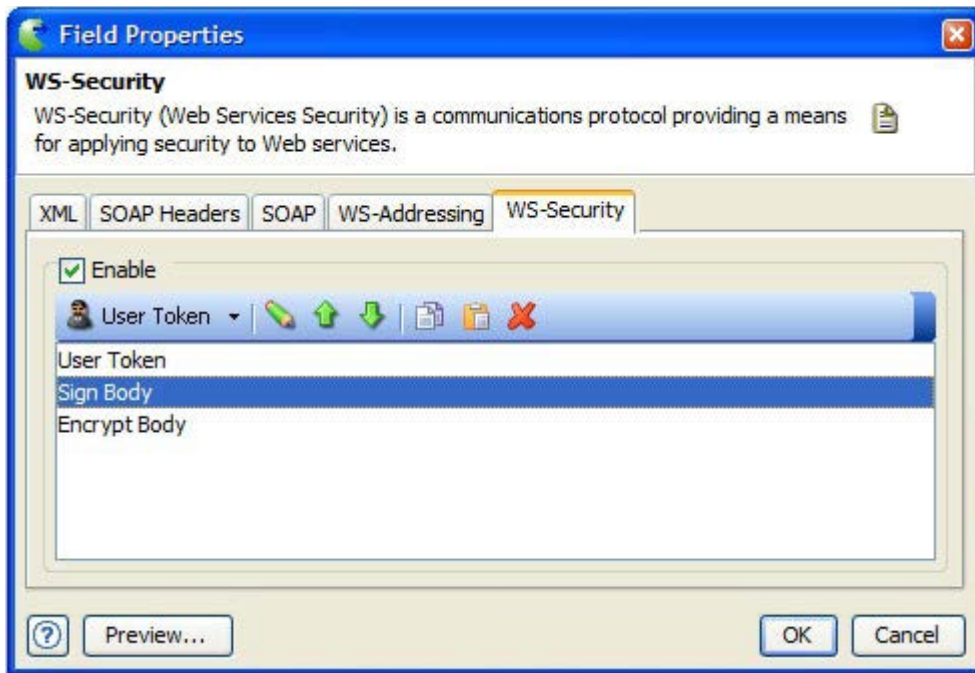 Field Properties
WS-Security
WS-Security (Web Services Security) is a communications protocol providing a means
for applying security to Web services.
XML SOAP Headers SOAP WS-Addressing WS-Security
Enable
User Token
User Token
Sign Body
Encrypt Body
? Preview... OK Cancel